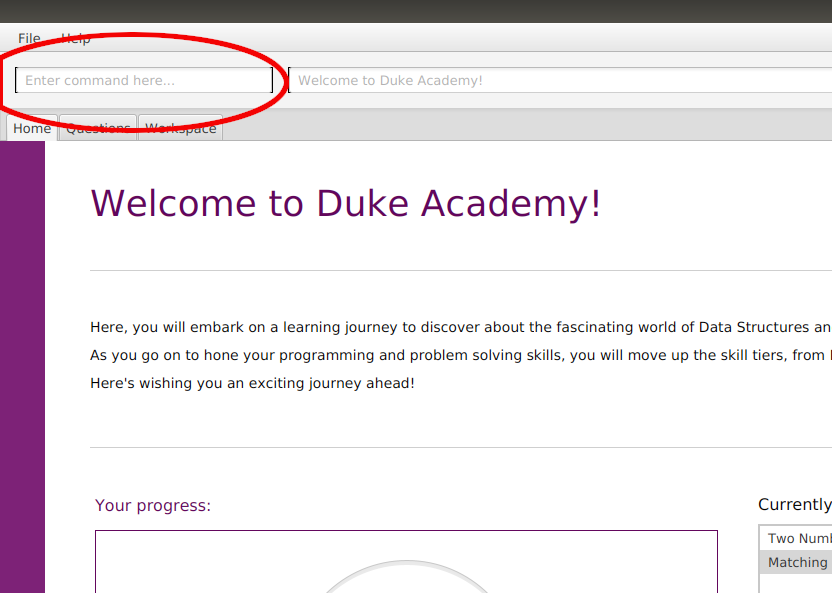 File Help
Enter command here... Welcome to Duke Academy!
Home Questions Workspace
Welcome to Duke Academy!
Here, you will embark on a learning journey to discover about the fascinating world of Data Structures an
As you go on to hone your programming and problem solving skills, you will move up the skill tiers, from
Here's wishing you an exciting journey ahead!
Your progress:
Currently
Two Numb
Matching